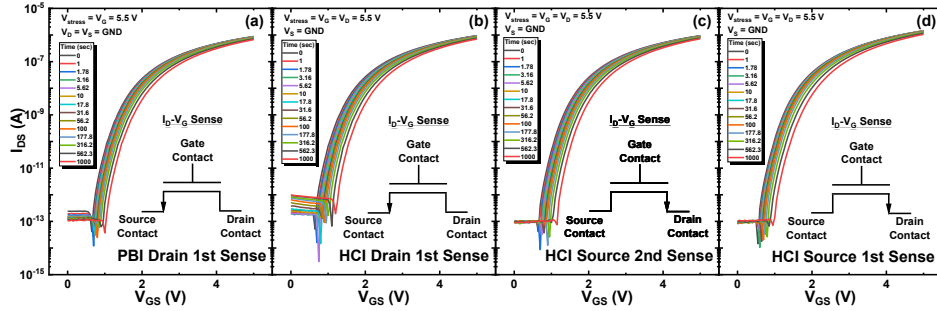 (a)
V_stress = V_G = 5.5 V
V_D = V_S = GND
Time (sec)
0
1
1.78
3.16
5.62
10
17.8
31.6
56.2
100
177.8
316.2
562.3
1000
I_D-V_G Sense
Gate
Contact
Source
Contact
Drain
Contact
PBI Drain 1st Sense
(b)
V_stress = V_G = V_D = 5.5 V
V_S = GND
Time (sec)
0
1
1.78
3.16
5.62
10
17.8
31.6
56.2
100
177.8
316.2
562.3
1000
I_D-V_G Sense
Gate
Contact
Source
Contact
Drain
Contact
HCI Drain 1st Sense
(c)
V_stress = V_G = V_D = 5.5 V
V_S = GND
Time (sec)
0
1
1.78
3.16
5.62
10
17.8
31.6
56.2
100
177.8
316.2
562.3
1000
I_D-V_G Sense
Gate
Contact
Source
Contact
Drain
Contact
HCI Source 2nd Sense
(d)
V_stress = V_G = V_D = 5.5 V
V_S = GND
Time (sec)
0
1
1.78
3.16
5.62
10
17.8
31.6
56.2
100
177.8
316.2
562.3
1000
I_D-V_G Sense
Gate
Contact
Source
Contact
Drain
Contact
HCI Source 1st Sense
I_DS (A)
10^-5
10^-7
10^-9
10^-11
10^-13
10^-15
0 2 4
0 2 4
0 2 4
0 2 4
V_GS (V)
V_GS (V)
V_GS (V)
V_GS (V)